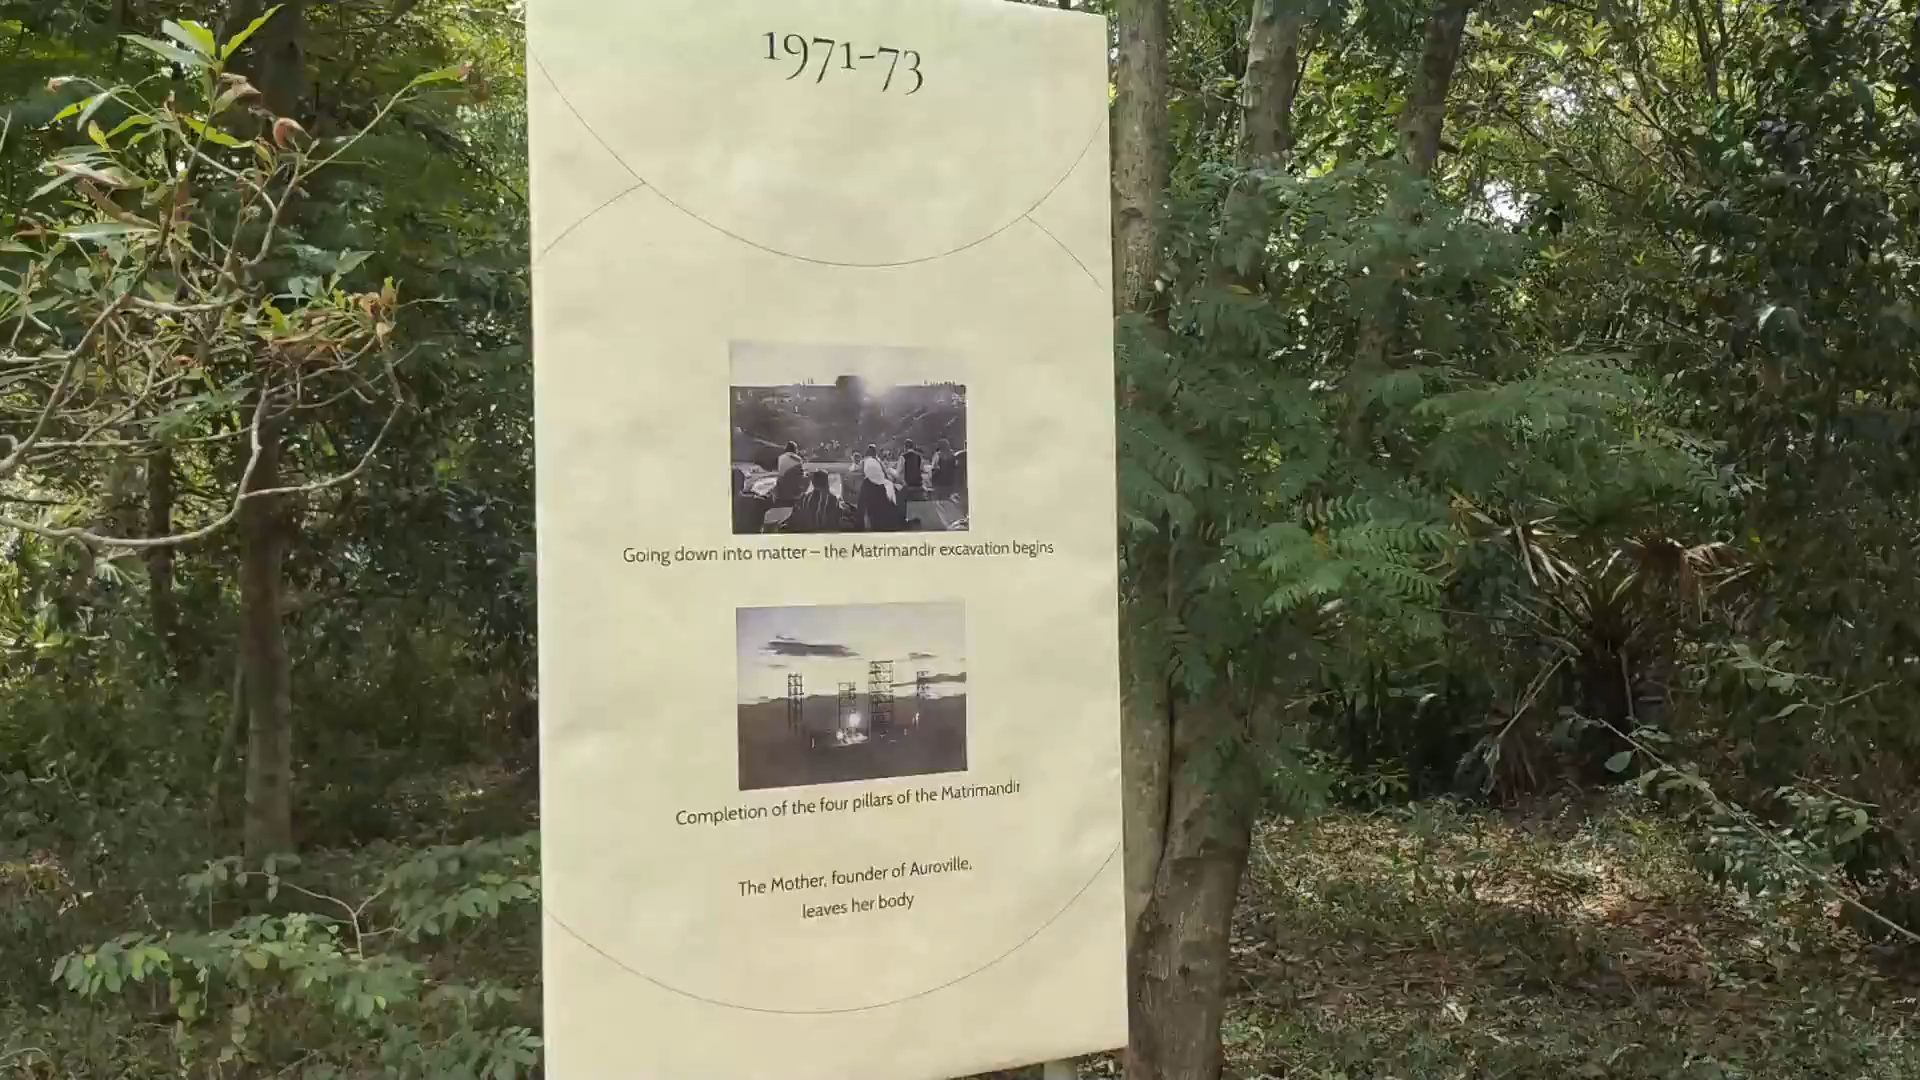 1971-73
Going down into matter – the Matrimandir excavation begins
Completion of the four pillars of the Matrimandir
The Mother, founder of Auroville,
leaves her body